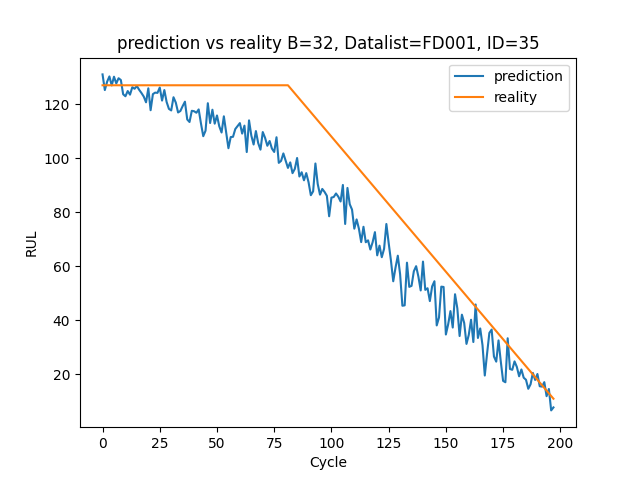 prediction vs reality B=32, Datalist=FD001, ID=35
prediction
reality
RUL
120
100
80
60
40
20
0 25 50 75 100 125 150 175 200
Cycle